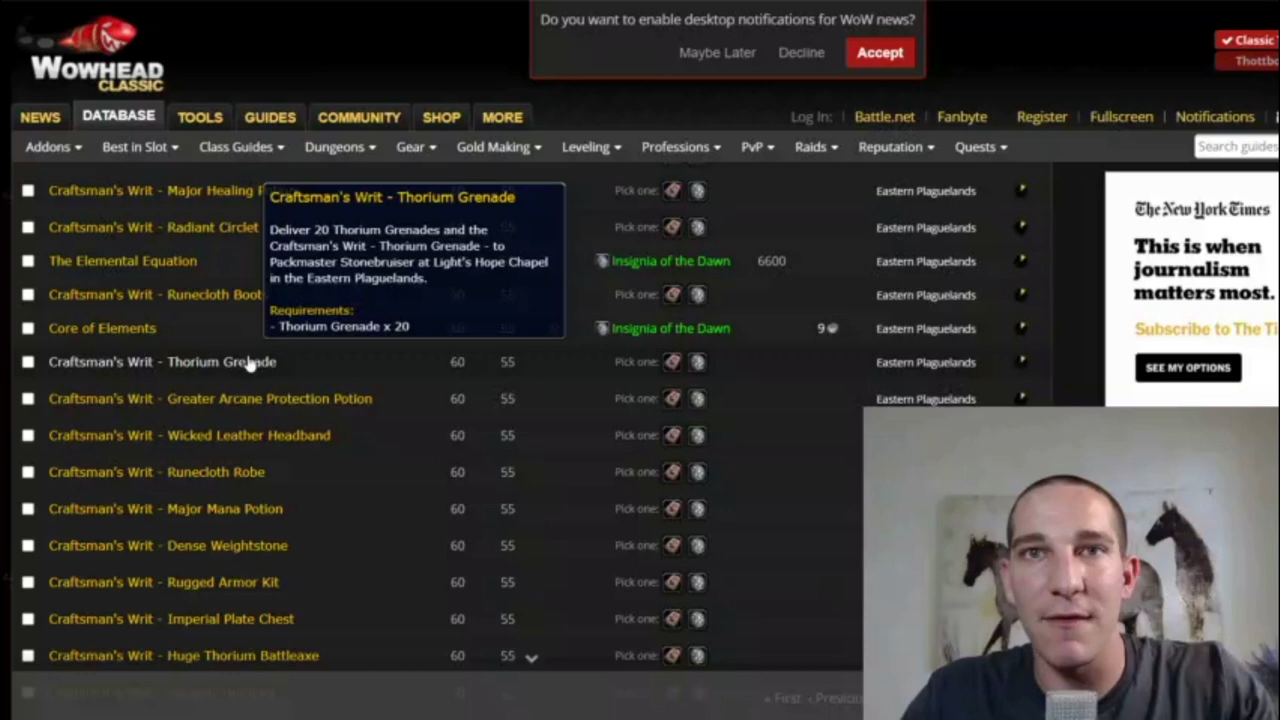 Do you want to enable desktop notifications for WoW news?
Maybe Later Decline Accept
WOWHEAD
CLASSIC
Classic
Thottbo
NEWS DATABASE TOOLS GUIDES COMMUNITY SHOP MORE
Log In: Battle.net Fanbyte Register Fullscreen Notifications
Addons Best in Slot Class Guides Dungeons Gear Gold Making Leveling Professions PvP Raids Reputation Quests Search guides
Craftsman's Writ - Major Healing Pick one: Eastern Plaguelands
Craftsman's Writ - Radiant Circlet Pick one: Eastern Plaguelands
The Elemental Equation Insignia of the Dawn 6600 Eastern Plaguelands
Craftsman's Writ - Runecloth Boot Pick one: Eastern Plaguelands
Core of Elements Insignia of the Dawn 9 Eastern Plaguelands
Craftsman's Writ - Thorium Grenade
Deliver 20 Thorium Grenades and the
Craftsman's Writ - Thorium Grenade - to
Packmaster Stonebruiser at Light's Hope Chapel
in the Eastern Plaguelands.
Requirements:
- Thorium Grenade x 20
Craftsman's Writ - Thorium Grenade 60 55 Pick one: Eastern Plaguelands
Craftsman's Writ - Greater Arcane Protection Potion 60 55 Pick one: Eastern Plaguelands
Craftsman's Writ - Wicked Leather Headband 60 55 Pick one:
Craftsman's Writ - Runecloth Robe 60 55 Pick one:
Craftsman's Writ - Major Mana Potion 60 55 Pick one:
Craftsman's Writ - Dense Weightstone 60 55 Pick one:
Craftsman's Writ - Rugged Armor Kit 60 55 Pick one:
Craftsman's Writ - Imperial Plate Chest 60 55 Pick one:
Craftsman's Writ - Huge Thorium Battleaxe 60 55 Pick one:
« First ‹ Previou
The New York Times
This is when
journalism
matters most.
Subscribe to The Ti
SEE MY OPTIONS